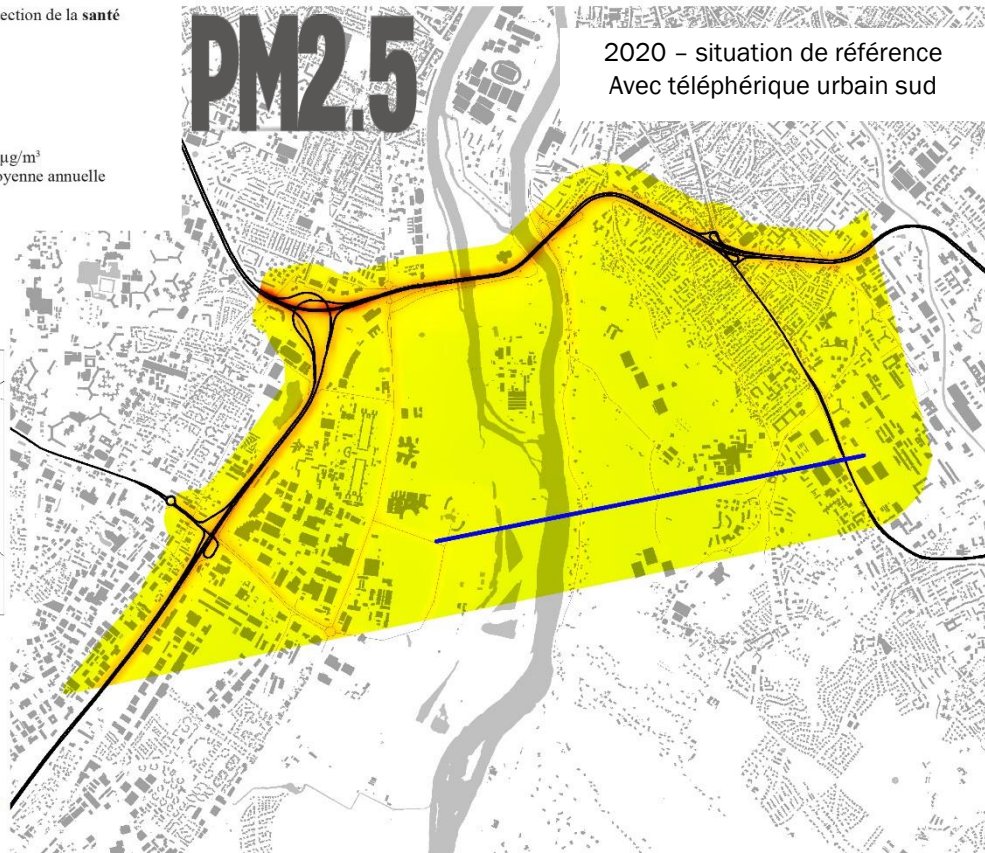 ection de la santé
PM2.5
2020 – situation de référence
Avec téléphérique urbain sud
µg/m³
oyenne annuelle